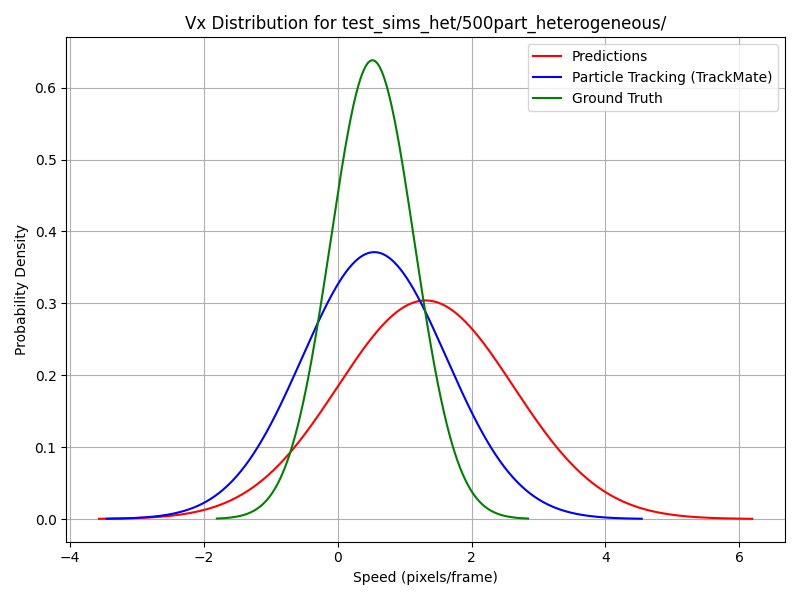 Vx Distribution for test_sims_het/500part_heterogeneous/
Predictions
Particle Tracking (TrackMate)
Ground Truth
Probability Density
0.6
0.5
0.4
0.3
0.2
0.1
0.0
−4 −2 0 2 4 6
Speed (pixels/frame)